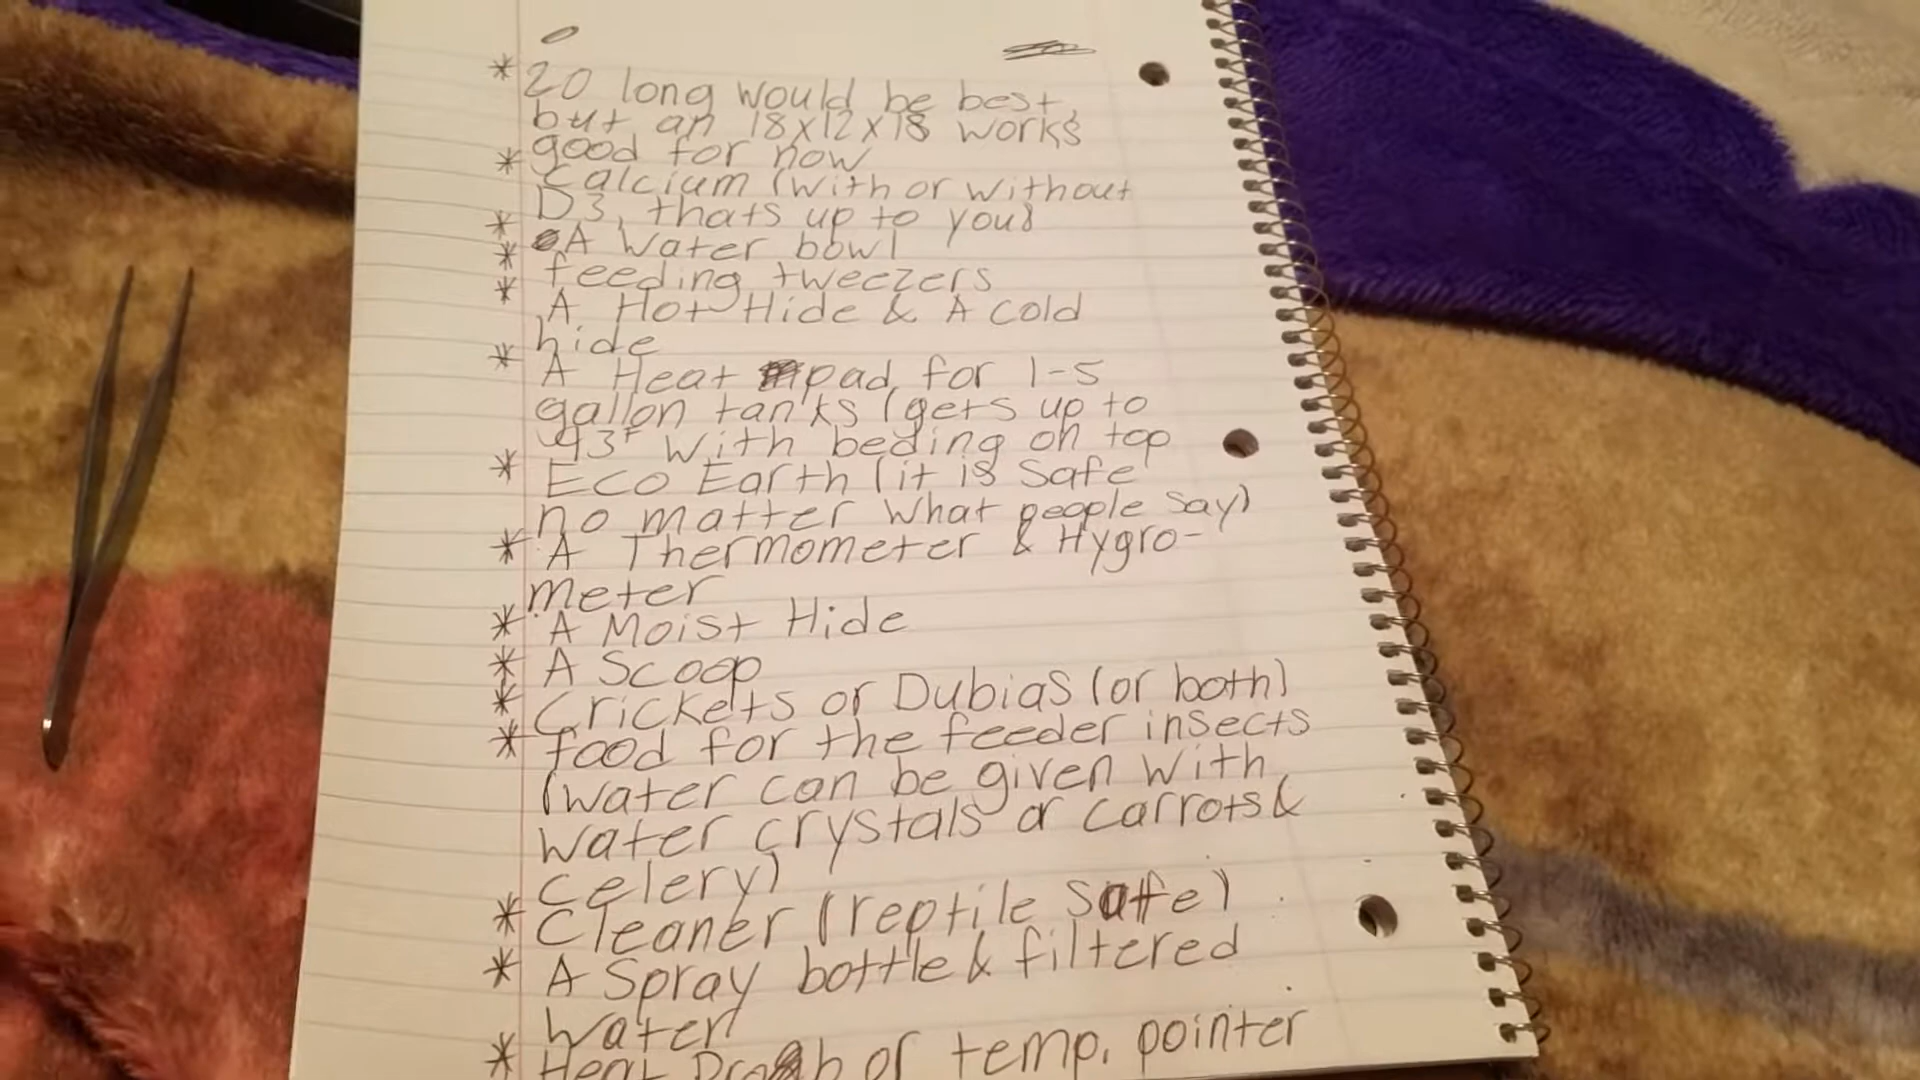 * 20 long would be best,
but an 18x12x18 works
good for now
* Calcium (with or without
D3, thats up to you)
* A Water bowl
* feeding tweezers
* A Hot Hide & A Cold
hide
* A Heat pad, for 1-5
gallon tanks (gets up to
93F with beding on top
* Eco Earth (it is Safe
no matter what people say)
* A Thermometer & Hygro-
meter
* A Moist Hide
* A Scoop
* Crickets or Dubias (or both)
* food for the feeder insects
(water can be given with
water crystals or carrots &
celery)
* Cleaner (reptile safe)
* A Spray bottle & filtered
Water
* Heat or temp. pointer